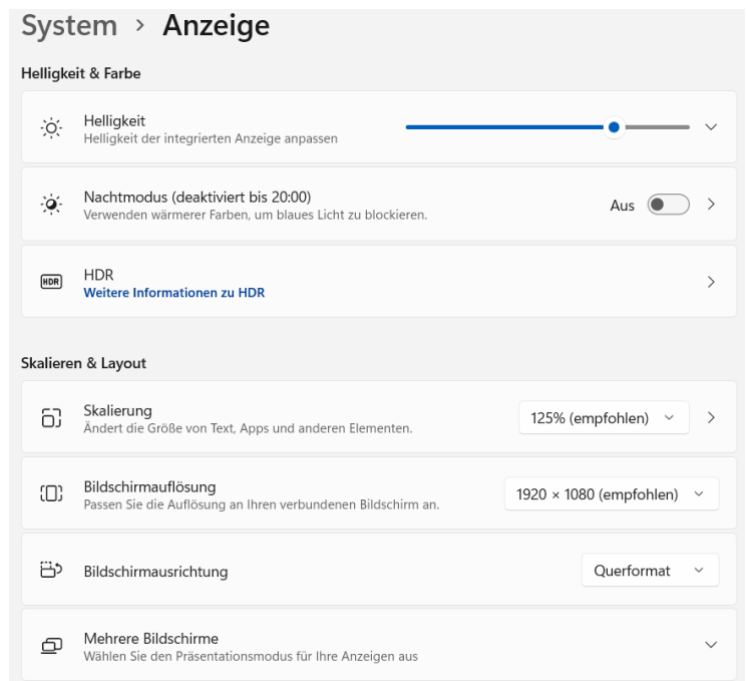 System > Anzeige
Helligkeit & Farbe
Helligkeit
Helligkeit der integrierten Anzeige anpassen
Nachtmodus (deaktiviert bis 20:00)
Verwenden wärmerer Farben, um blaues Licht zu blockieren.
Aus
HDR
HDR
Weitere Informationen zu HDR
Skalieren & Layout
Skalierung
Ändert die Größe von Text, Apps und anderen Elementen.
125% (empfohlen)
Bildschirmauflösung
Passen Sie die Auflösung an Ihren verbundenen Bildschirm an.
1920 × 1080 (empfohlen)
Bildschirmausrichtung
Querformat
Mehrere Bildschirme
Wählen Sie den Präsentationsmodus für Ihre Anzeigen aus